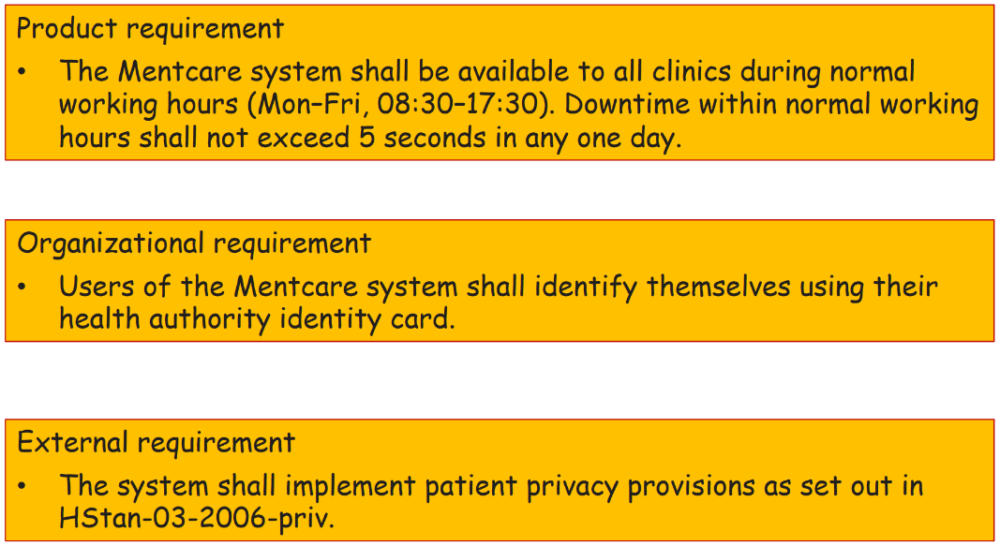 Product requirement
• The Mentcare system shall be available to all clinics during normal
working hours (Mon–Fri, 08:30–17:30). Downtime within normal working
hours shall not exceed 5 seconds in any one day.
Organizational requirement
• Users of the Mentcare system shall identify themselves using their
health authority identity card.
External requirement
• The system shall implement patient privacy provisions as set out in
HStan-03-2006-priv.